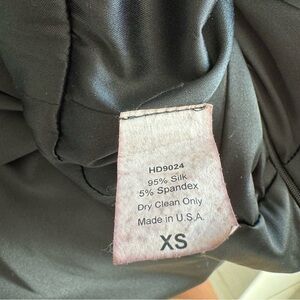 HD9024
95% Silk
5% Spandex
Dry Clean Only
Made in U.S.A.
XS